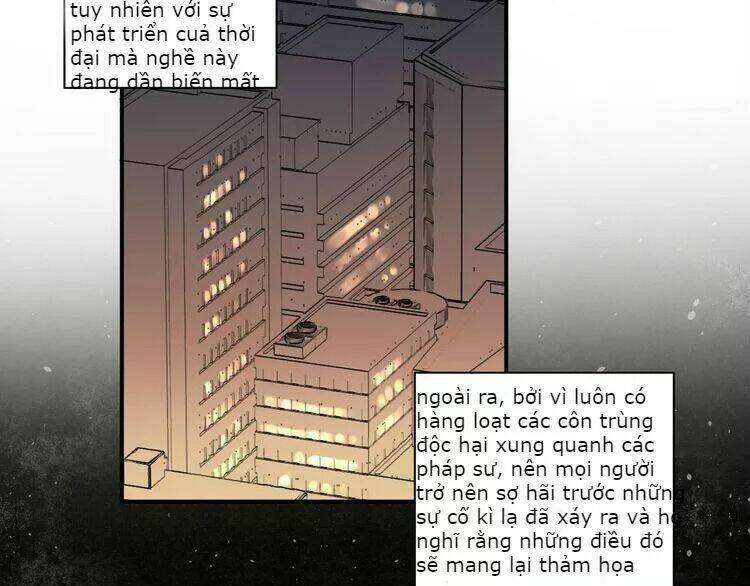 tuy nhiên với sự
phát triển cuả thời
đại mà nghề này
đang dần biến mất
ngoài ra, bởi vì luôn có
hàng loạt các côn trùng
độc hại xung quanh các
pháp sư, nên mọi người
trở nên sợ hãi trước những
sự cố kì lạ đã xáy ra và họ
nghĩ rằng những điều đó
sẽ mang lại thảm họa